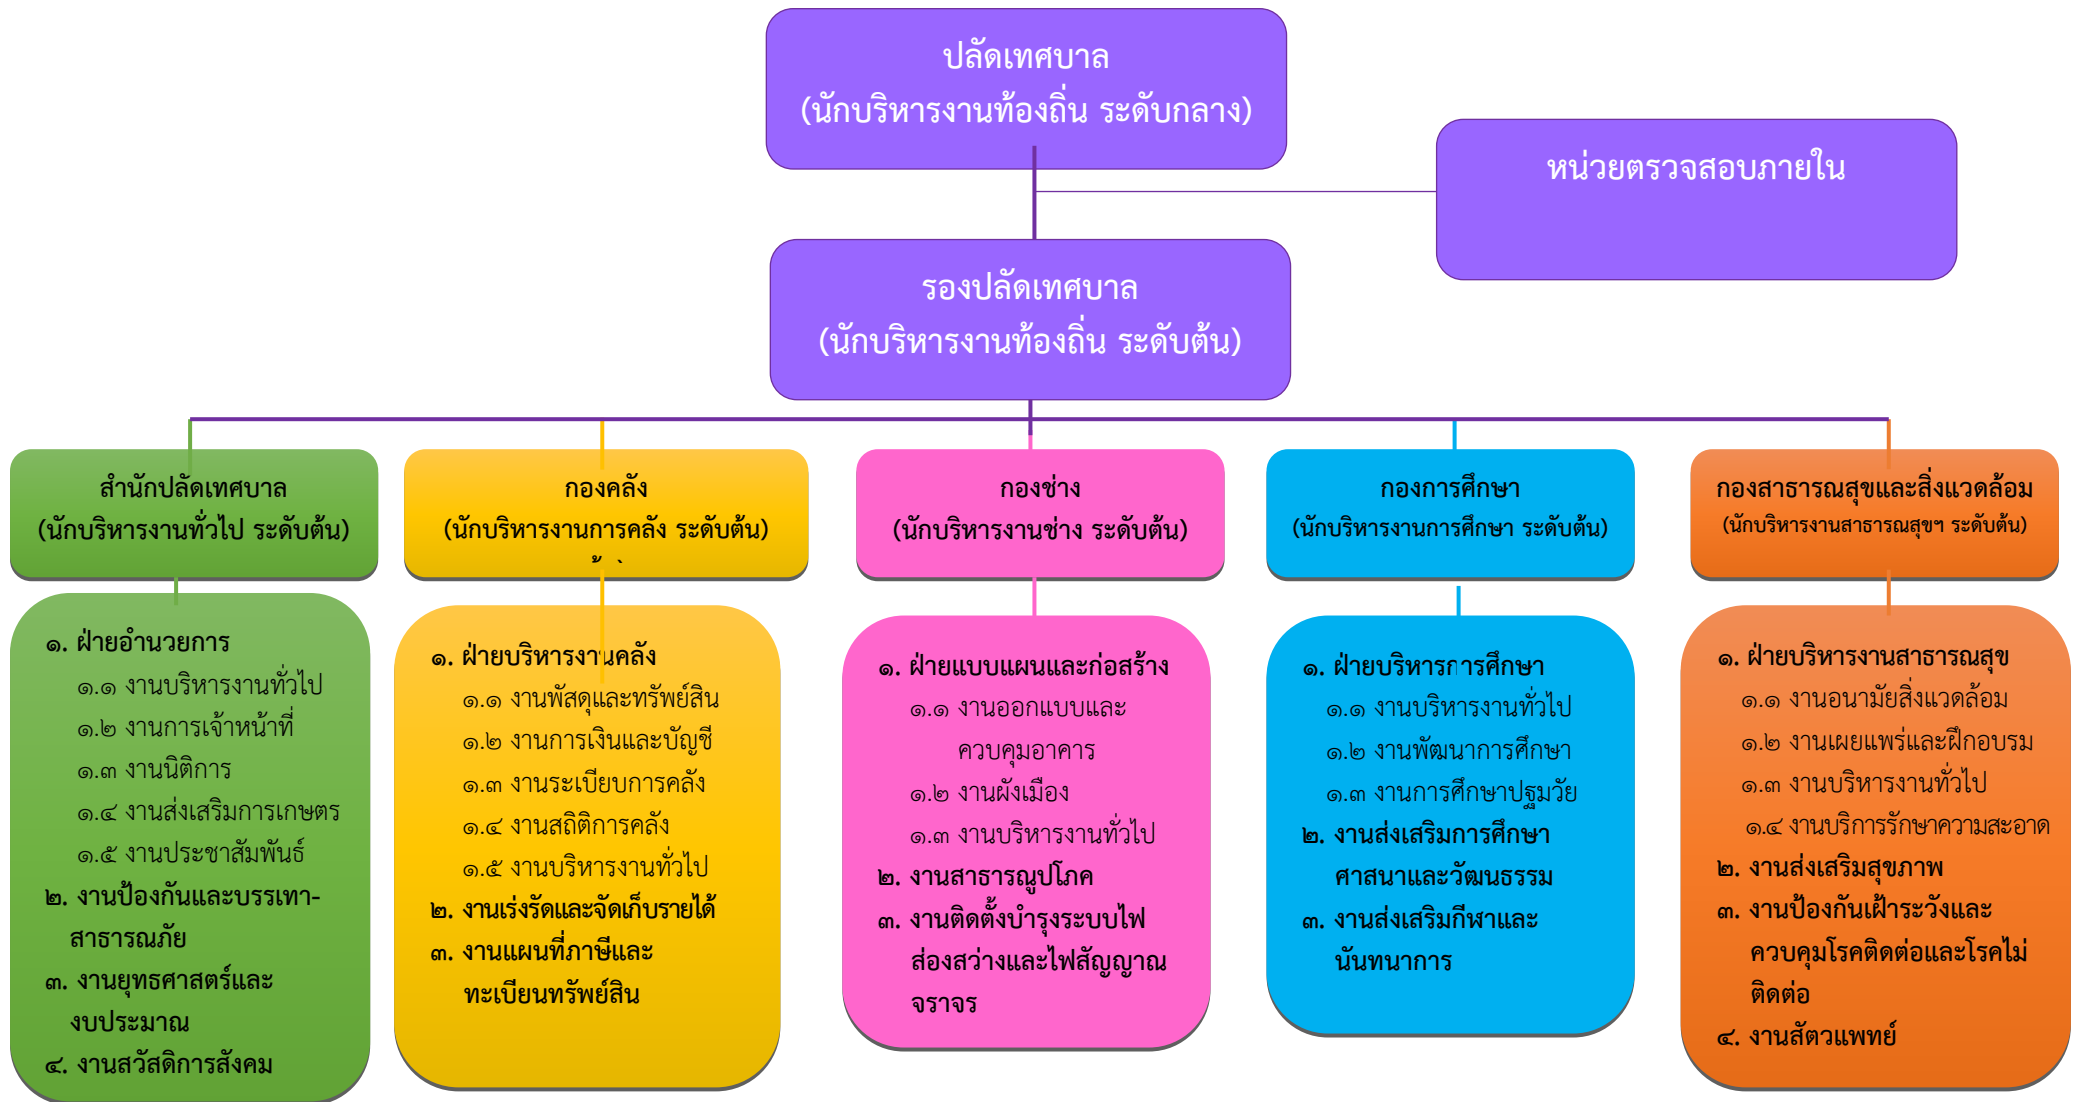 ปลัดเทศบาล
(นักบริหารงานท้องถิ่น ระดับกลาง)
หน่วยตรวจสอบภายใน
รองปลัดเทศบาล
(นักบริหารงานท้องถิ่น ระดับต้น)
สำนักปลัดเทศบาล
(นักบริหารงานทั่วไป ระดับต้น)
กองคลัง
(นักบริหารงานการคลัง ระดับต้น)
กองช่าง
(นักบริหารงานช่าง ระดับต้น)
กองการศึกษา
(นักบริหารงานการศึกษา ระดับต้น)
กองสาธารณสุขและสิ่งแวดล้อม
(นักบริหารงานสาธารณสุขฯ ระดับต้น)
๑. ฝ่ายอำนวยการ
๑.๑ งานบริหารงานทั่วไป
๑.๒ งานการเจ้าหน้าที่
๑.๓ งานนิติการ
๑.๔ งานส่งเสริมการเกษตร
๑.๕ งานประชาสัมพันธ์
๒. งานป้องกันและบรรเทา-
สาธารณภัย
๓. งานยุทธศาสตร์และ
งบประมาณ
๔. งานสวัสดิการสังคม
๑. ฝ่ายบริหารงานคลัง
๑.๑ งานพัสดุและทรัพย์สิน
๑.๒ งานการเงินและบัญชี
๑.๓ งานระเบียบการคลัง
๑.๔ งานสถิติการคลัง
๑.๕ งานบริหารงานทั่วไป
๒. งานเร่งรัดและจัดเก็บรายได้
๓. งานแผนที่ภาษีและ
ทะเบียนทรัพย์สิน
๑. ฝ่ายแบบแผนและก่อสร้าง
๑.๑ งานออกแบบและ
ควบคุมอาคาร
๑.๒ งานผังเมือง
๑.๓ งานบริหารงานทั่วไป
๒. งานสาธารณูปโภค
๓. งานติดตั้งบำรุงระบบไฟ
ส่องสว่างและไฟสัญญาณ
จราจร
๑. ฝ่ายบริหารการศึกษา
๑.๑ งานบริหารงานทั่วไป
๑.๒ งานพัฒนาการศึกษา
๑.๓ งานการศึกษาปฐมวัย
๒. งานส่งเสริมการศึกษา
ศาสนาและวัฒนธรรม
๓. งานส่งเสริมกีฬาและ
นันทนาการ
๑. ฝ่ายบริหารงานสาธารณสุข
๑.๑ งานอนามัยสิ่งแวดล้อม
๑.๒ งานเผยแพร่และฝึกอบรม
๑.๓ งานบริหารงานทั่วไป
๑.๔ งานบริการรักษาความสะอาด
๒. งานส่งเสริมสุขภาพ
๓. งานป้องกันเฝ้าระวังและ
ควบคุมโรคติดต่อและโรคไม่
ติดต่อ
๔. งานสัตวแพทย์